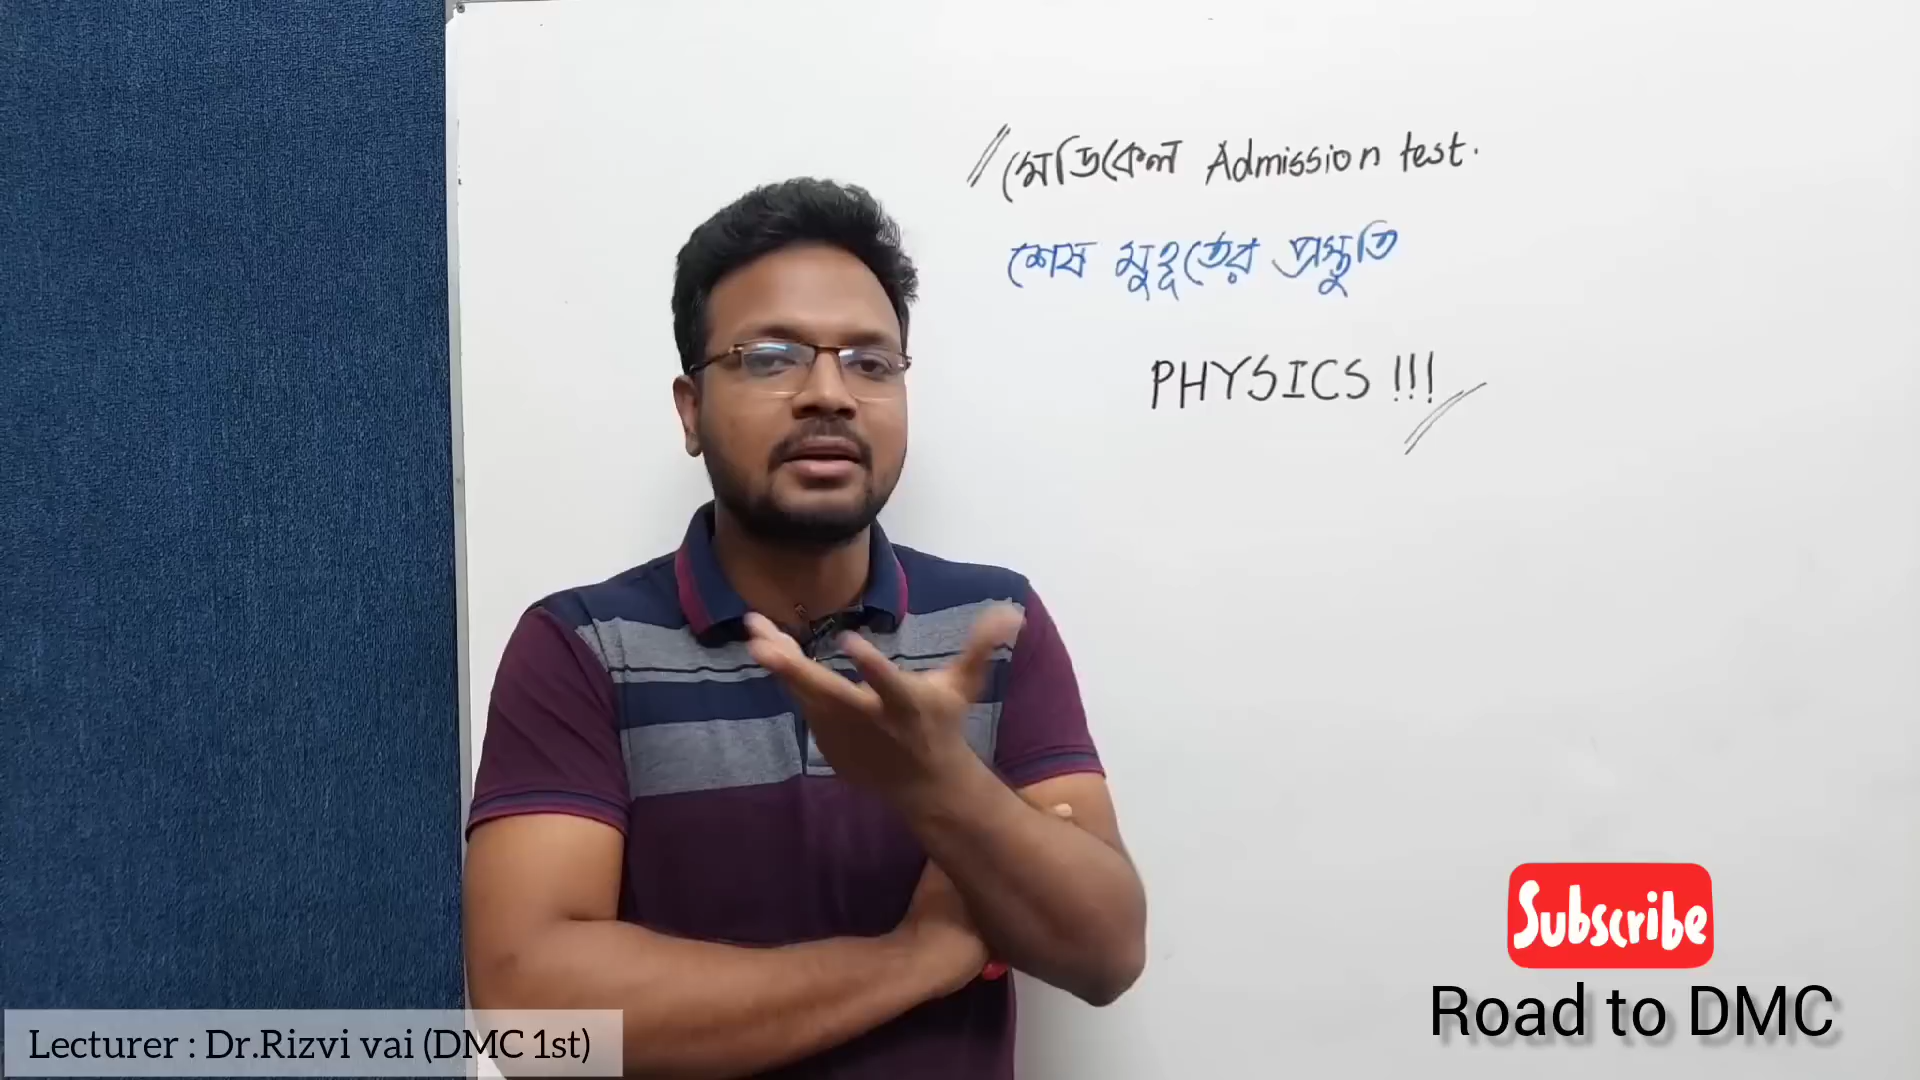 মেডিকেল Admission test.
শেষ মুহূর্তের প্রস্তুতি
PHYSICS !!!
Subscribe
Road to DMC
Lecturer : Dr.Rizvi vai (DMC 1st)